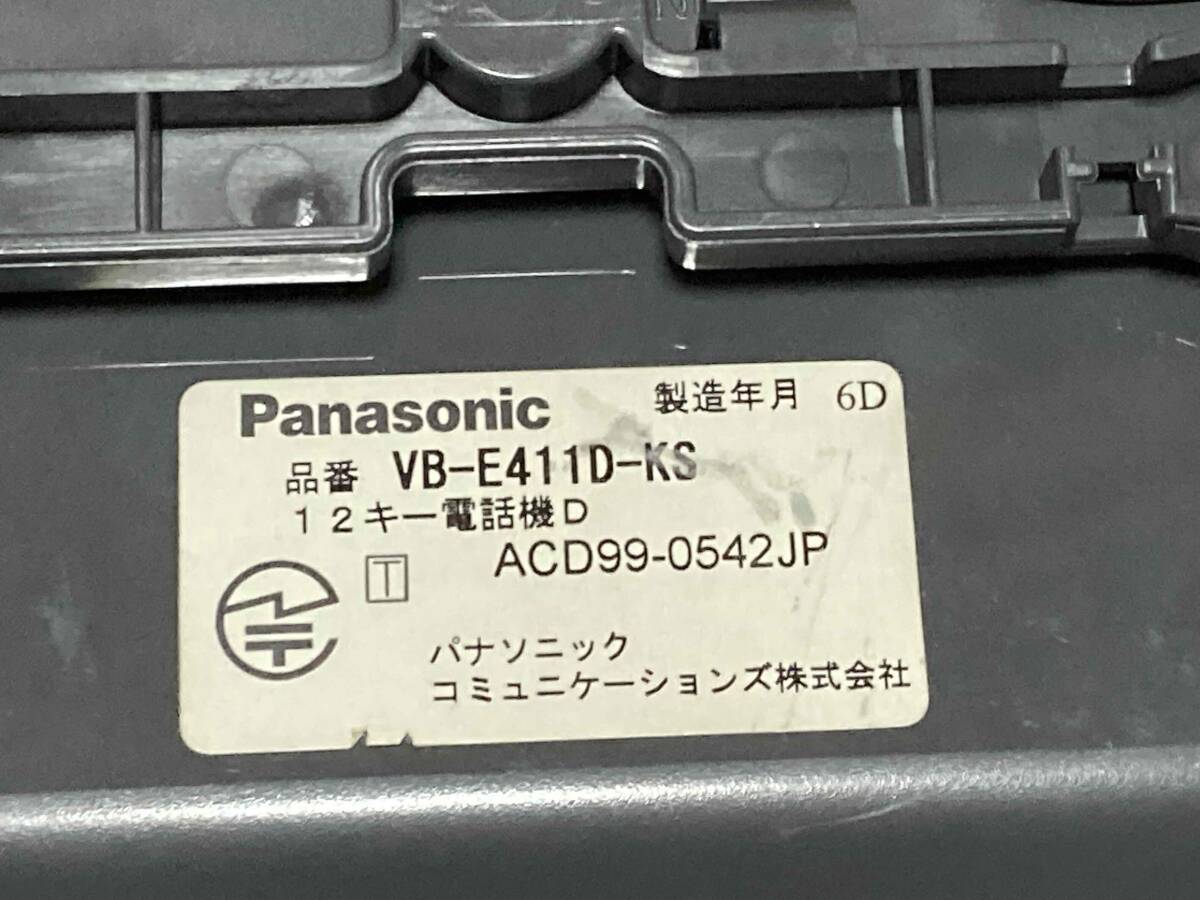 Panasonic 製造年月 6D
品番 VB-E411D-KS
12キー電話機D
T ACD99-0542JP
パナソニック
コミュニケーションズ株式会社